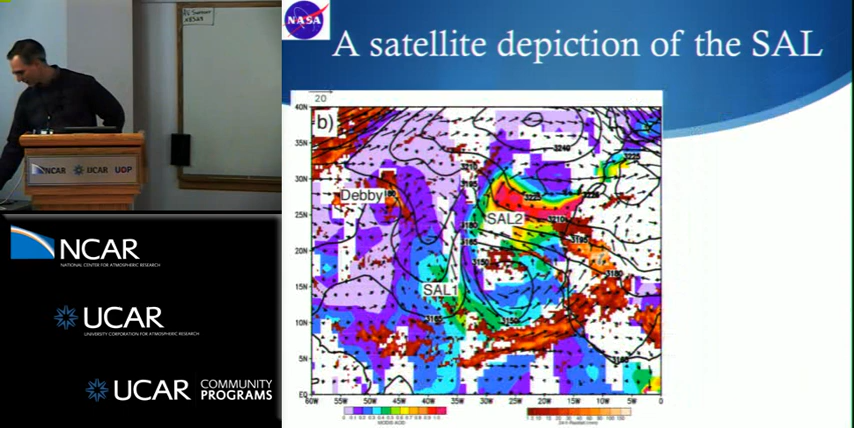 NASA
A satellite depiction of the SAL
20
b)
40N
35N
30N
25N
20N
15N
10N
5N
EQ
60W
55W
50W
45W
40W
35W
30W
25W
20W
15W
10W
5W
0
Debby
SAL2
SAL1
3240
3225
3210
3195
3180
3165
3150
NCAR UCAR UOP
NCAR
NATIONAL CENTER FOR ATMOSPHERIC RESEARCH
UCAR
UNIVERSITY CORPORATION FOR ATMOSPHERIC RESEARCH
UCAR COMMUNITY
PROGRAMS
MODIS AOD